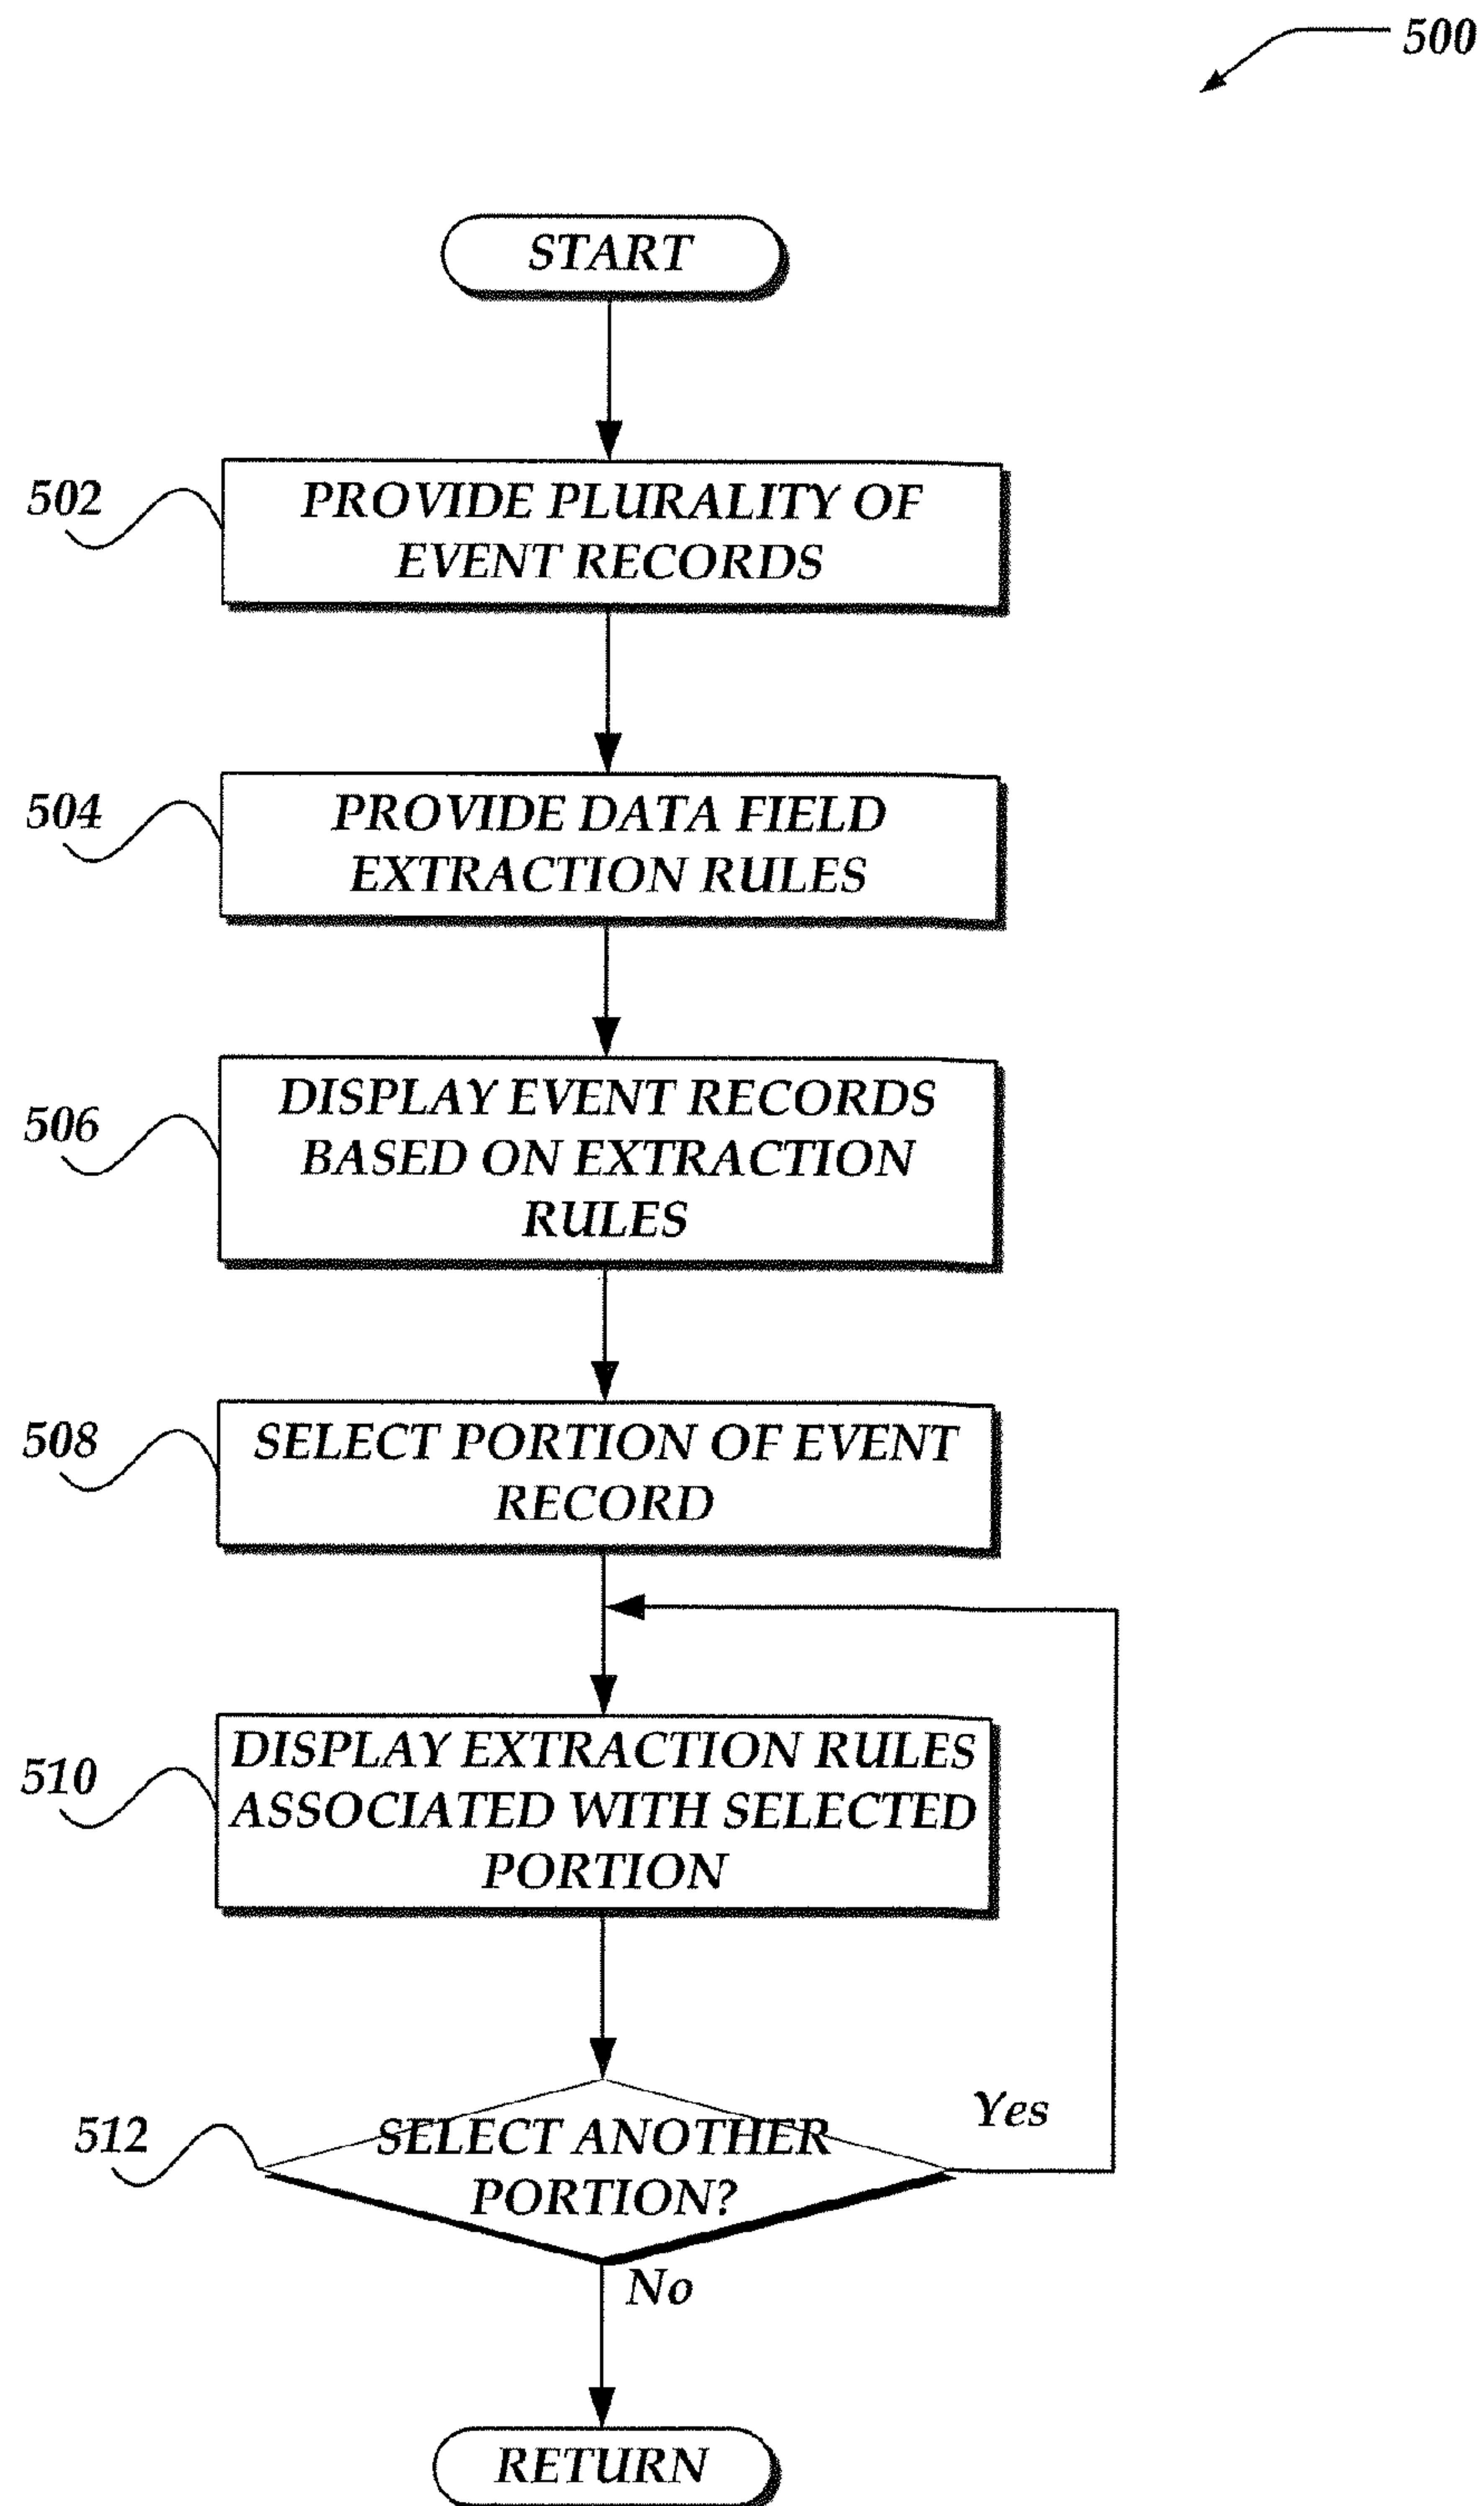 500
START
502
PROVIDE PLURALITY OF
EVENT RECORDS
504
PROVIDE DATA FIELD
EXTRACTION RULES
506
DISPLAY EVENT RECORDS
BASED ON EXTRACTION
RULES
508
SELECT PORTION OF EVENT
RECORD
510
DISPLAY EXTRACTION RULES
ASSOCIATED WITH SELECTED
PORTION
512
SELECT ANOTHER
PORTION?
Yes
No
RETURN